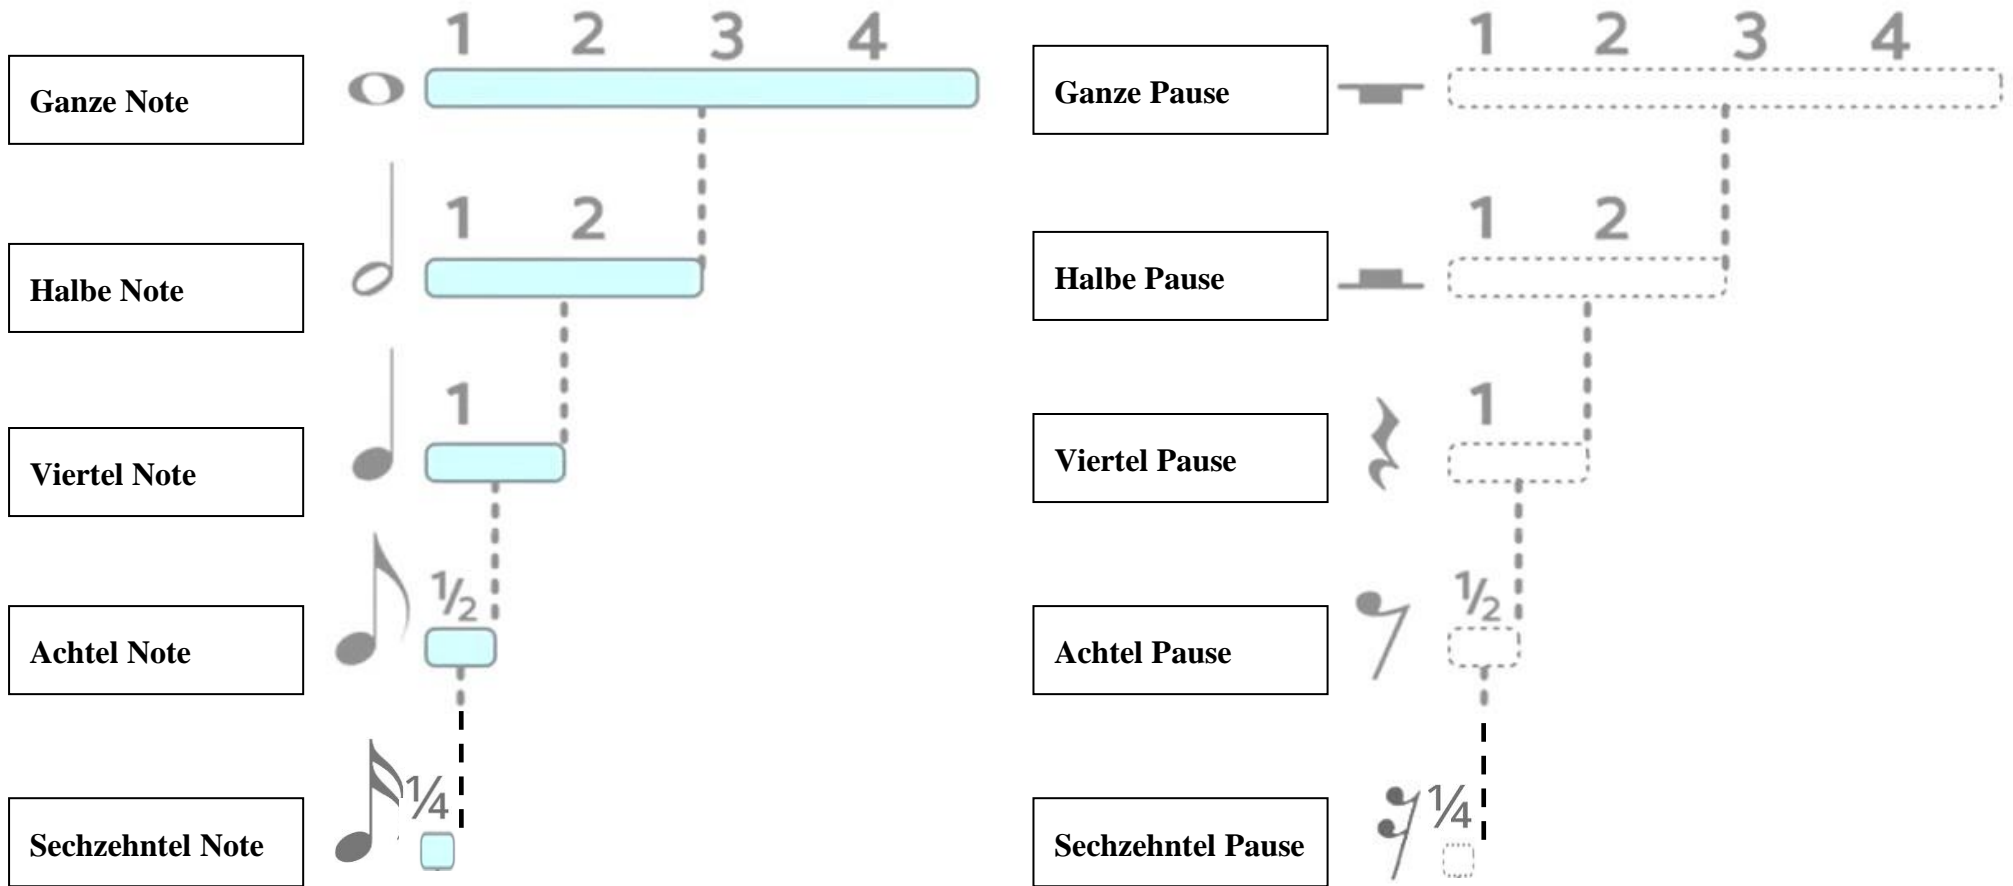 1 2 3 4
Ganze Note
1 2
Halbe Note
1
Viertel Note
½
Achtel Note
¼
Sechzehntel Note
1 2 3 4
Ganze Pause
1 2
Halbe Pause
1
Viertel Pause
½
Achtel Pause
¼
Sechzehntel Pause